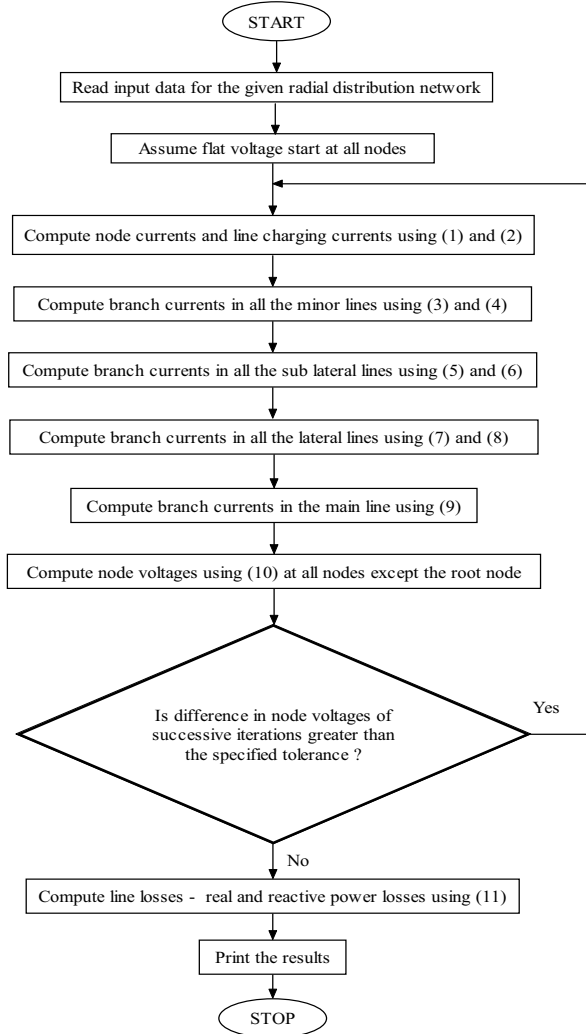 START
Read input data for the given radial distribution network
Assume flat voltage start at all nodes
Compute node currents and line charging currents using (1) and (2)
Compute branch currents in all the minor lines using (3) and (4)
Compute branch currents in all the sub lateral lines using (5) and (6)
Compute branch currents in all the lateral lines using (7) and (8)
Compute branch currents in the main line using (9)
Compute node voltages using (10) at all nodes except the root node
Is difference in node voltages of
successive iterations greater than
the specified tolerance ?
Yes
No
Compute line losses - real and reactive power losses using (11)
Print the results
STOP